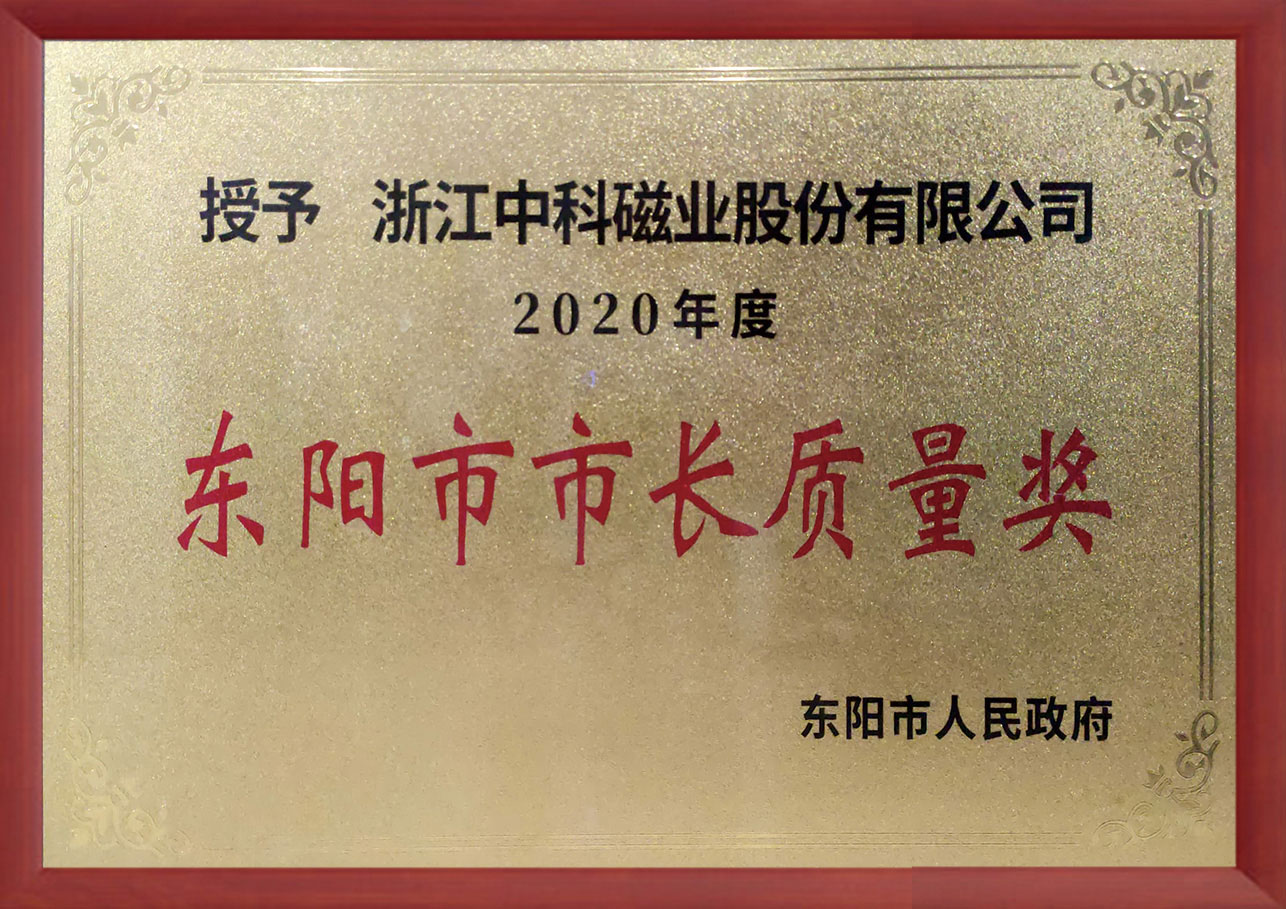 授予 浙江中科磁业股份有限公司
2020年度
东阳市市长质量奖
东阳市人民政府